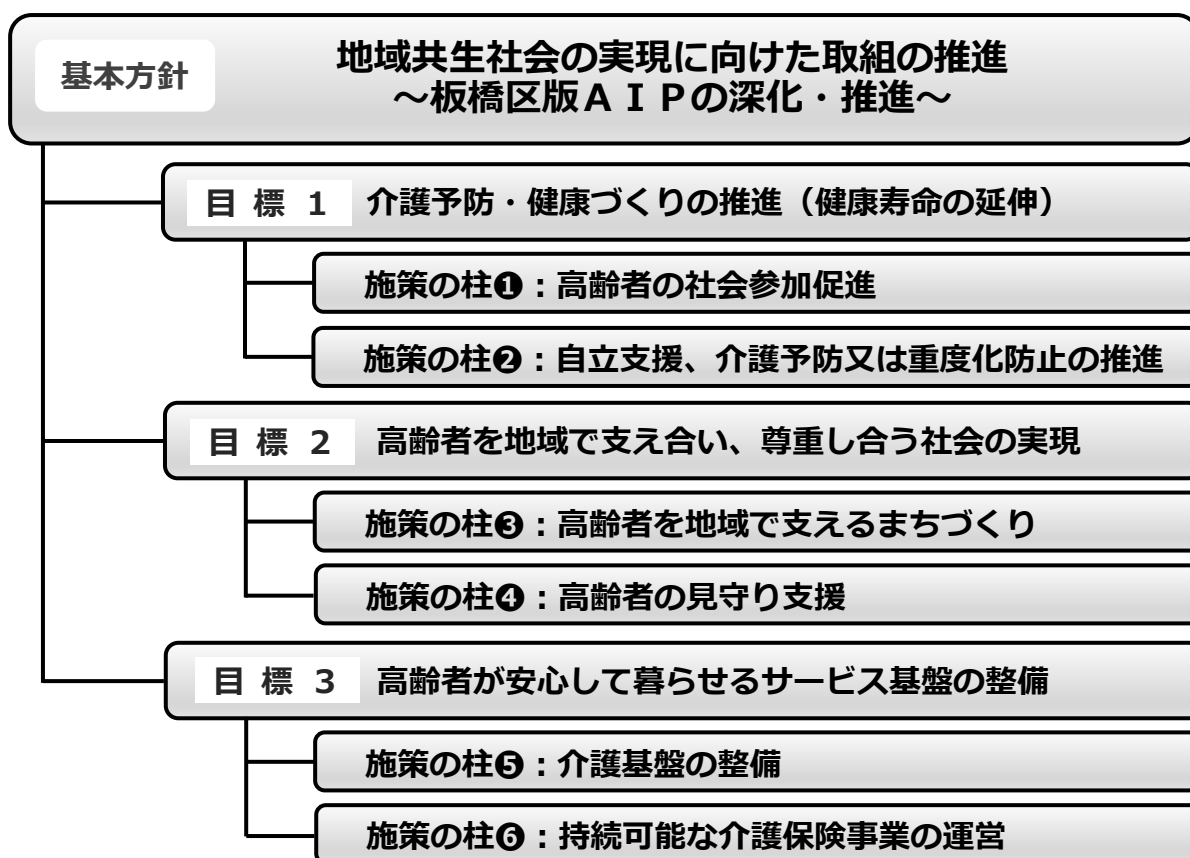 基本方針
地域共生社会の実現に向けた取組の推進
～板橋区版ＡＩＰの深化・推進～
目 標 1 介護予防・健康づくりの推進（健康寿命の延伸）
施策の柱❶：高齢者の社会参加促進
施策の柱❷：自立支援、介護予防又は重度化防止の推進
目 標 2 高齢者を地域で支え合い、尊重し合う社会の実現
施策の柱❸：高齢者を地域で支えるまちづくり
施策の柱❹：高齢者の見守り支援
目 標 3 高齢者が安心して暮らせるサービス基盤の整備
施策の柱❺：介護基盤の整備
施策の柱❻：持続可能な介護保険事業の運営